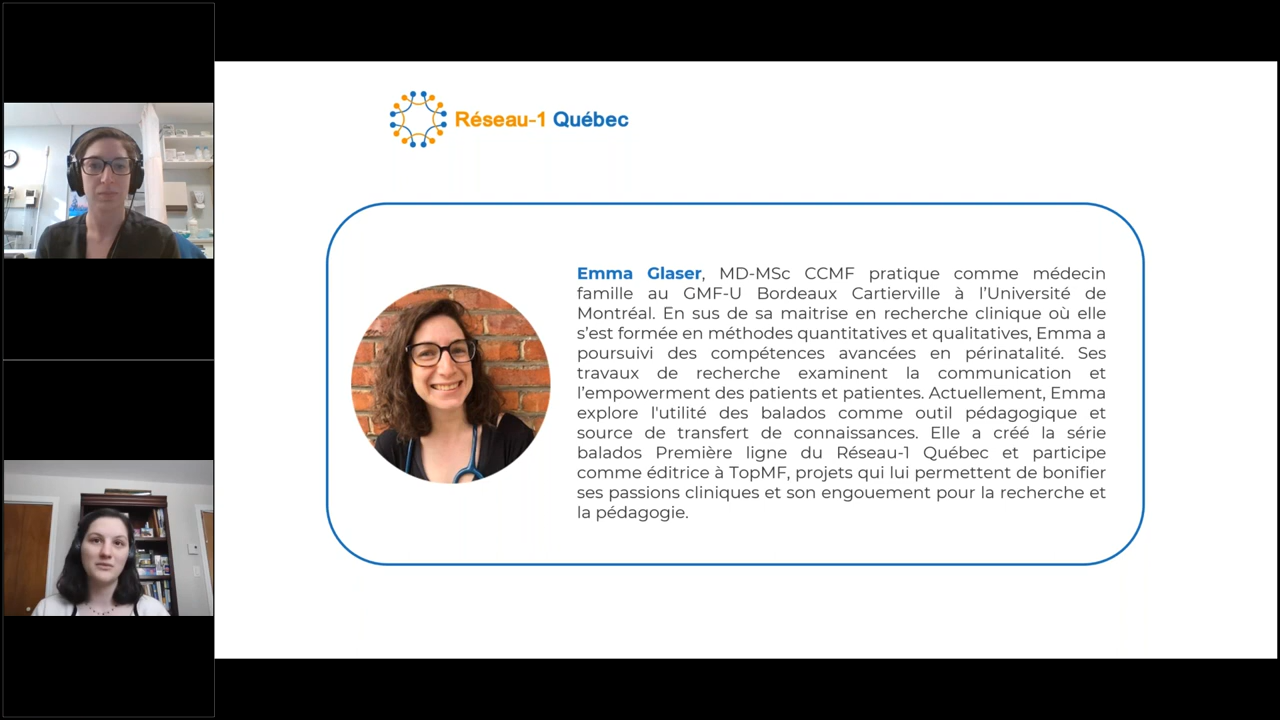 Réseau-1 Québec
Emma Glaser, MD-MSc CCMF pratique comme médecin
famille au GMF-U Bordeaux Cartierville à l’Université de
Montréal. En sus de sa maitrise en recherche clinique où elle
s’est formée en méthodes quantitatives et qualitatives, Emma a
poursuivi des compétences avancées en périnatalité. Ses
travaux de recherche examinent la communication et
l’empowerment des patients et patientes. Actuellement, Emma
explore l'utilité des balados comme outil pédagogique et
source de transfert de connaissances. Elle a créé la série
balados Première ligne du Réseau-1 Québec et participe
comme éditrice à TopMF, projets qui lui permettent de bonifier
ses passions cliniques et son engouement pour la recherche et
la pédagogie.